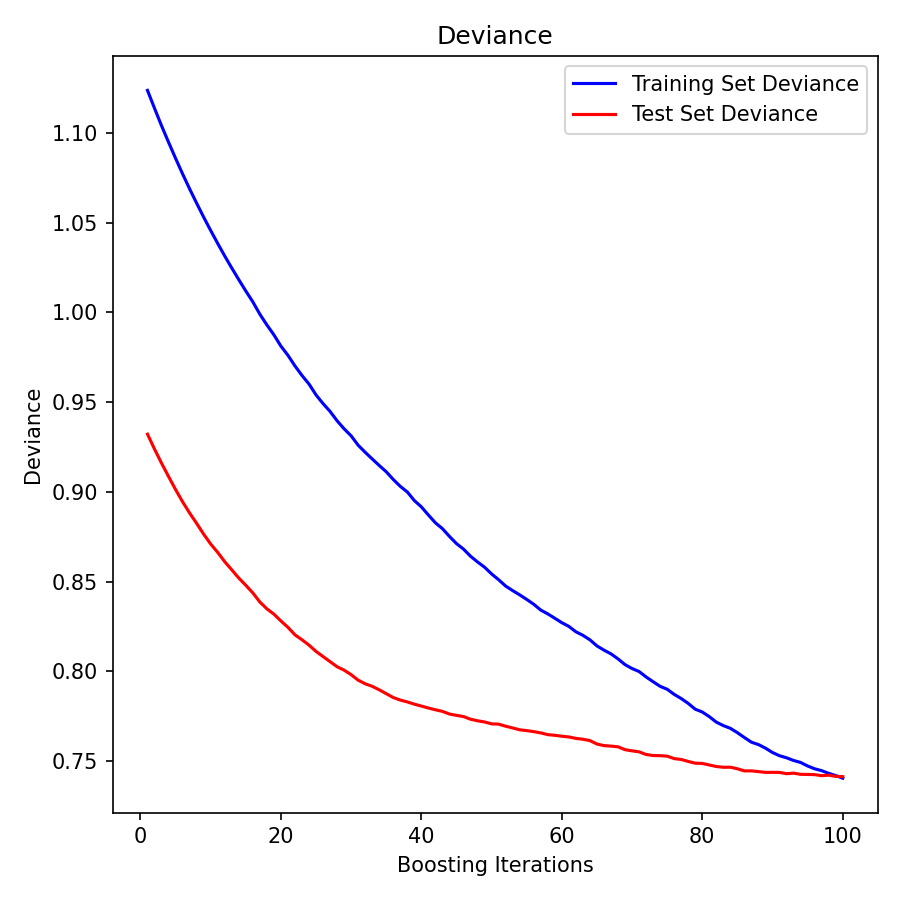 Deviance
Training Set Deviance
Test Set Deviance
1.10
1.05
1.00
0.95
0.90
0.85
0.80
0.75
Deviance
0 20 40 60 80 100
Boosting Iterations